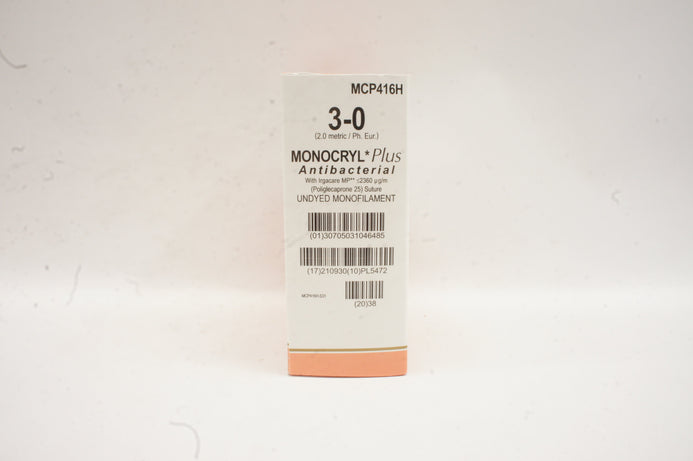 MCP416H
3-0
(2.0 metric / Ph. Eur.)
MONOCRYL* Plus
Antibacterial
With Irgacare MP** ≤2360 µg/m
(Poliglecaprone 25) Suture
UNDYED MONOFILAMENT
(01)30705031046485
(17)210930(10)PL5472
(20)38